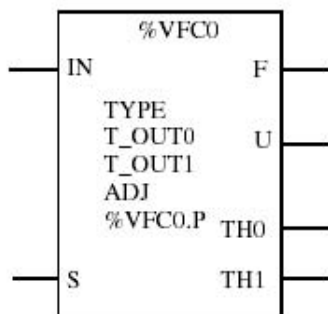 %VFC0
IN F
TYPE
T_OUT0
U
T_OUT1
ADJ
%VFC0.P
TH0
S TH1